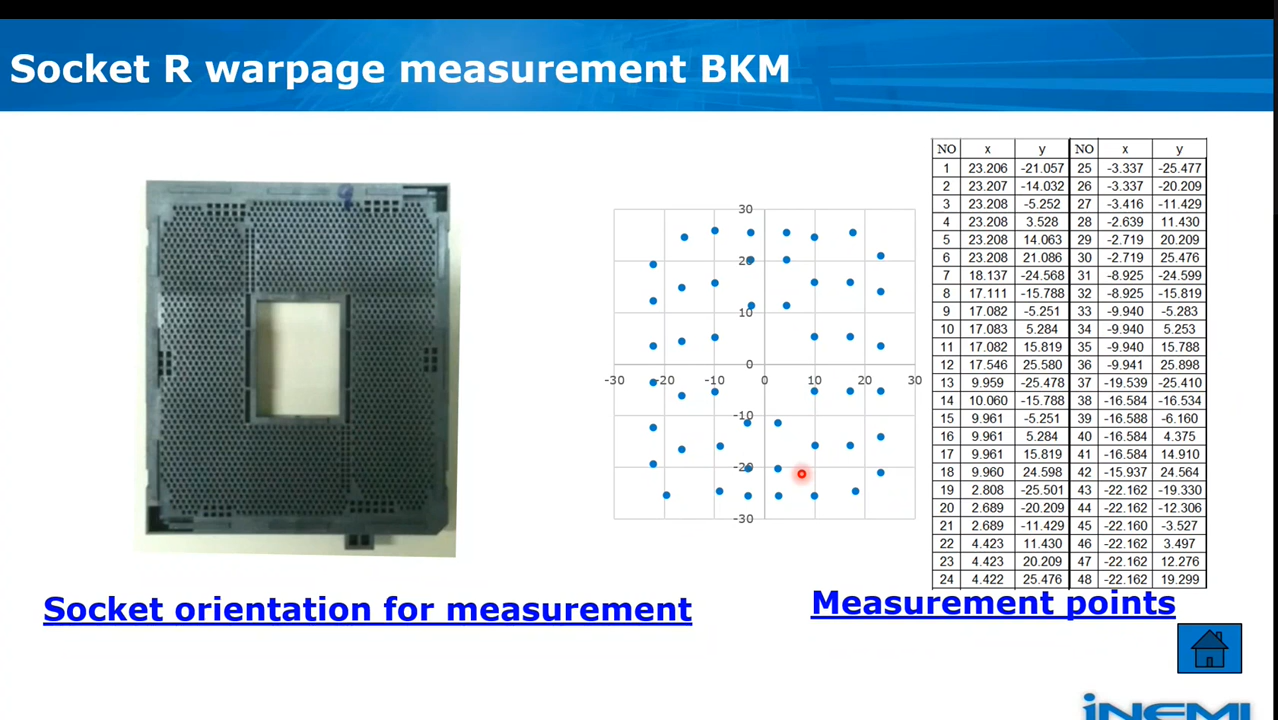 Socket R warpage measurement BKM
9
30
20
10
0
-30 -20 -10 0 10 20 30
-10
-20
-30
NO x y NO x y
1 23.206 -21.057 25 -3.337 -25.477
2 23.207 -14.032 26 -3.337 -20.209
3 23.208 -5.252 27 -3.416 -11.429
4 23.208 3.528 28 -2.639 11.430
5 23.208 14.063 29 -2.719 20.209
6 23.208 21.086 30 -2.719 25.476
7 18.137 -24.568 31 -8.925 -24.599
8 17.111 -15.788 32 -8.925 -15.819
9 17.082 -5.251 33 -9.940 -5.283
10 17.083 5.284 34 -9.940 5.253
11 17.082 15.819 35 -9.940 15.788
12 17.546 25.580 36 -9.941 25.898
13 9.959 -25.478 37 -19.539 -25.410
14 10.060 -15.788 38 -16.584 -16.534
15 9.961 -5.251 39 -16.588 -6.160
16 9.961 5.284 40 -16.584 4.375
17 9.961 15.819 41 -16.584 14.910
18 9.960 24.598 42 -15.937 24.564
19 2.808 -25.501 43 -22.162 -19.330
20 2.689 -20.209 44 -22.162 -12.306
21 2.689 -11.429 45 -22.160 -3.527
22 4.423 11.430 46 -22.162 3.497
23 4.423 20.209 47 -22.162 12.276
24 4.422 25.476 48 -22.162 19.299
Socket orientation for measurement
Measurement points
iNEMI